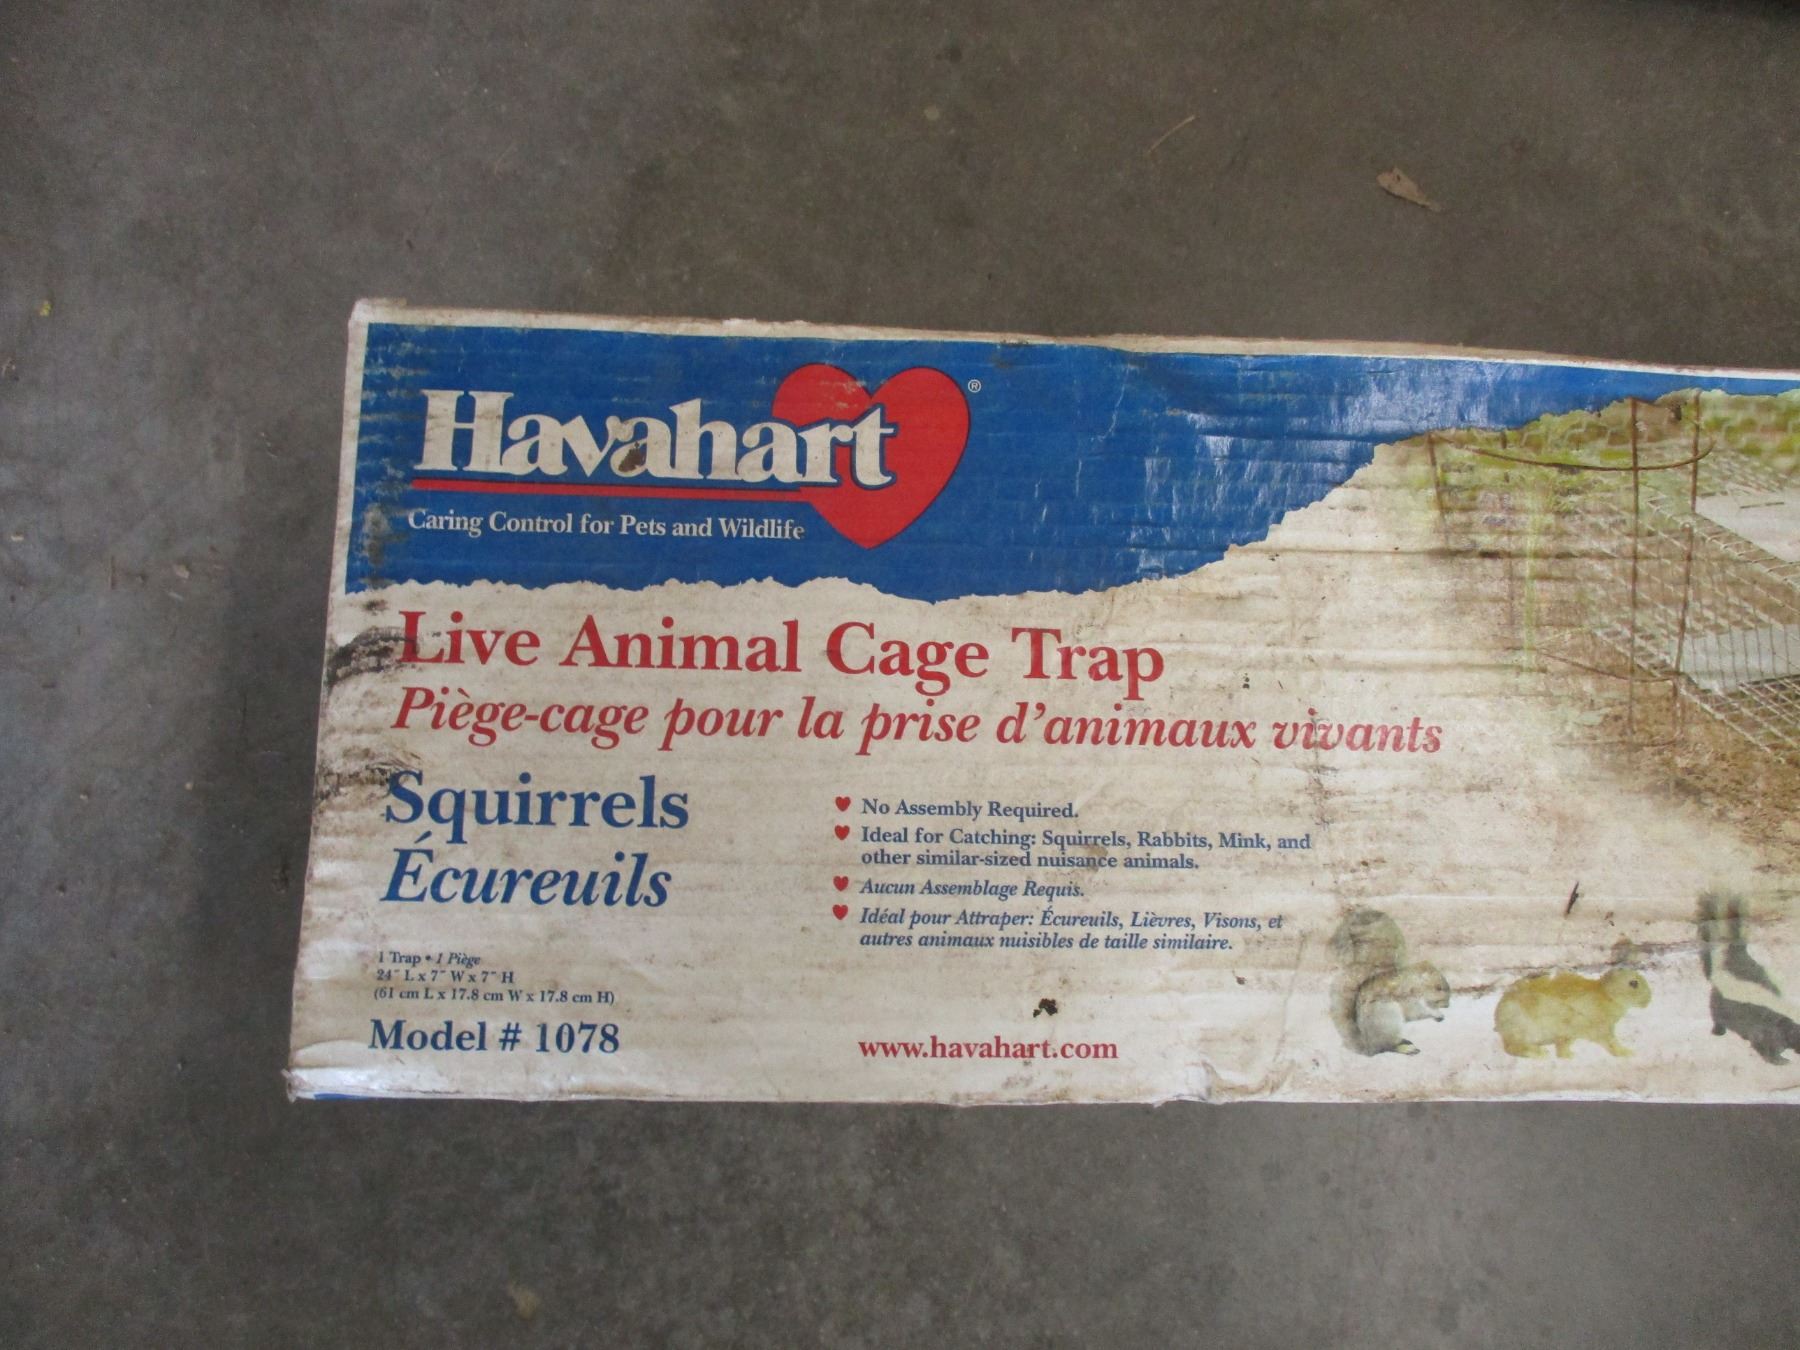 Havahart®
Caring Control for Pets and Wildlife
Live Animal Cage Trap
Piège-cage pour la prise d'animaux vivants
Squirrels
Écureuils
No Assembly Required.
Ideal for Catching: Squirrels, Rabbits, Mink, and
other similar-sized nuisance animals.
Aucun Assemblage Requis.
Idéal pour Attraper: Écureuils, Lièvres, Visons, et
autres animaux nuisibles de taille similaire.
1 Trap • 1 Piège
24" L x 7" W x 7" H
(61 cm L x 17.8 cm W x 17.8 cm H)
Model # 1078
www.havahart.com